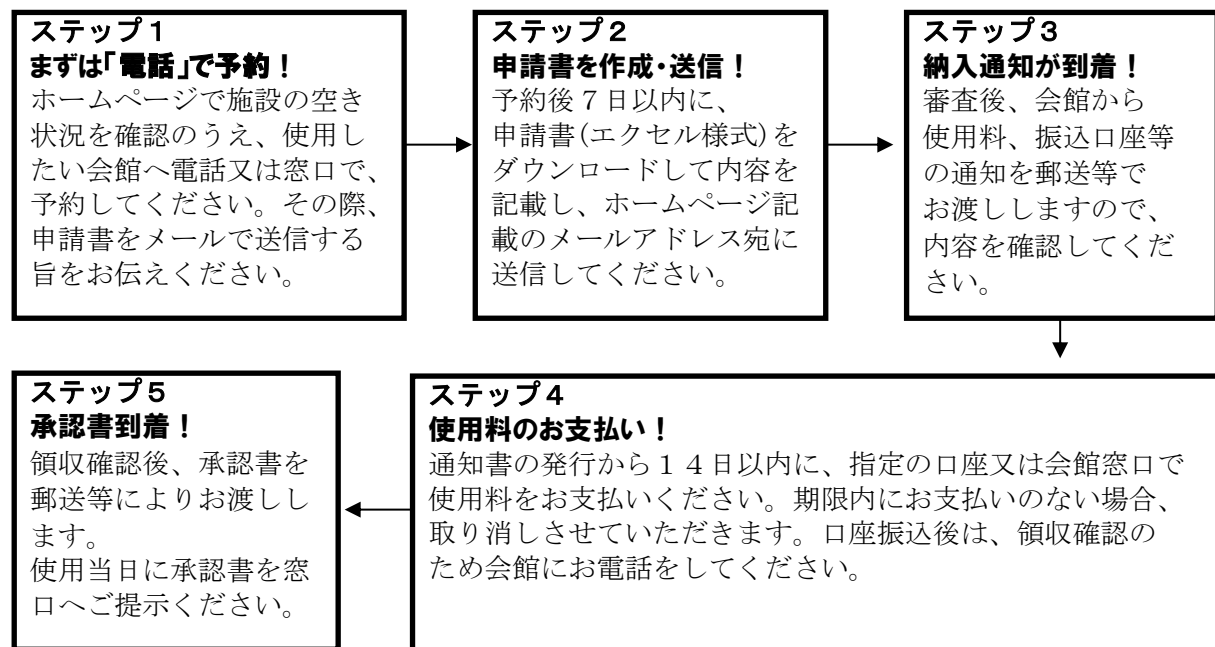 ステップ１
まずは「電話」で予約！
ホームページで施設の空き
状況を確認のうえ、使用し
たい会館へ電話又は窓口で、
予約してください。その際、
申請書をメールで送信する
旨をお伝えください。
ステップ２
申請書を作成・送信！
予約後７日以内に、
申請書(エクセル様式)を
ダウンロードして内容を
記載し、ホームページ記
載のメールアドレス宛に
送信してください。
ステップ３
納入通知が到着！
審査後、会館から
使用料、振込口座等
の通知を郵送等で
お渡ししますので、
内容を確認してくだ
さい。
ステップ４
使用料のお支払い！
通知書の発行から１４日以内に、指定の口座又は会館窓口で
使用料をお支払いください。期限内にお支払いのない場合、
取り消しさせていただきます。口座振込後は、領収確認の
ため会館にお電話をしてください。
ステップ５
承認書到着！
領収確認後、承認書を
郵送等によりお渡しし
ます。
使用当日に承認書を窓
口へご提示ください。